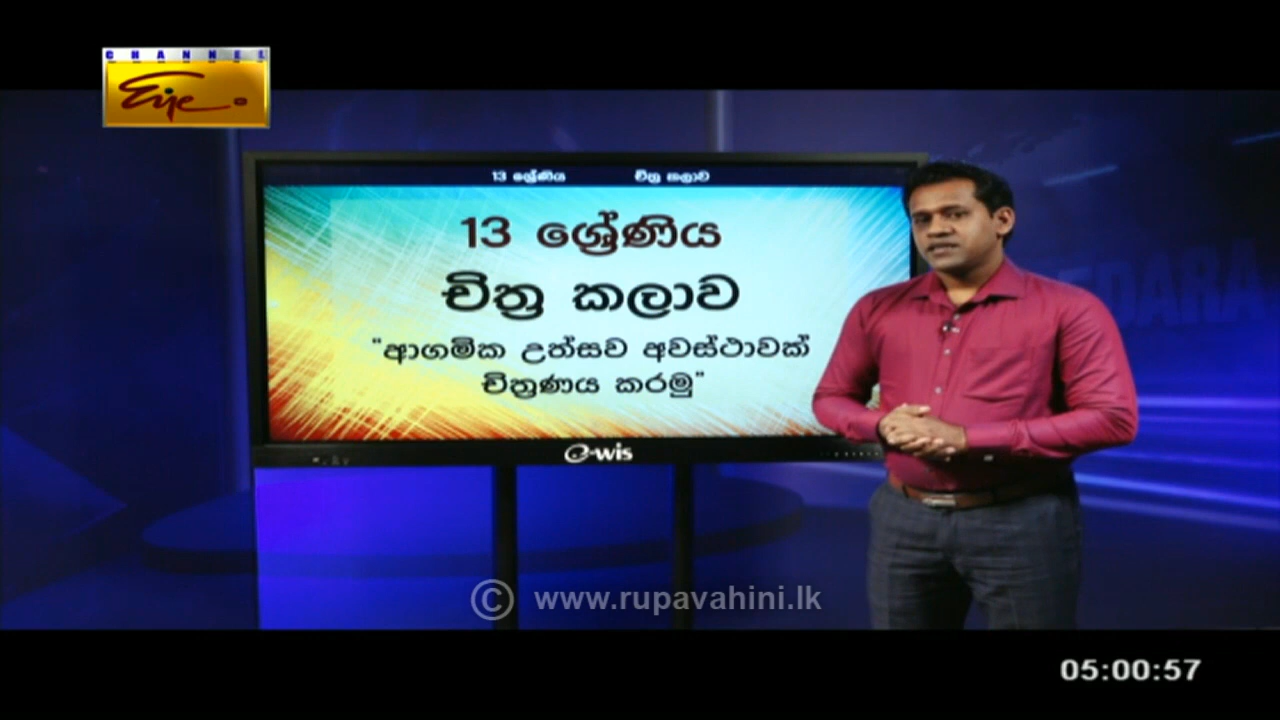 CHANNEL
Eye
13 ශ්‍රේණිය චිත්‍ර කලාව
13 ශ්‍රේණිය
චිත්‍ර කලාව
"ආගමික උත්සව අවස්ථාවක්
චිත්‍රණය කරමු"
e-wis
DARA
© www.rupavahini.lk
05:00:57